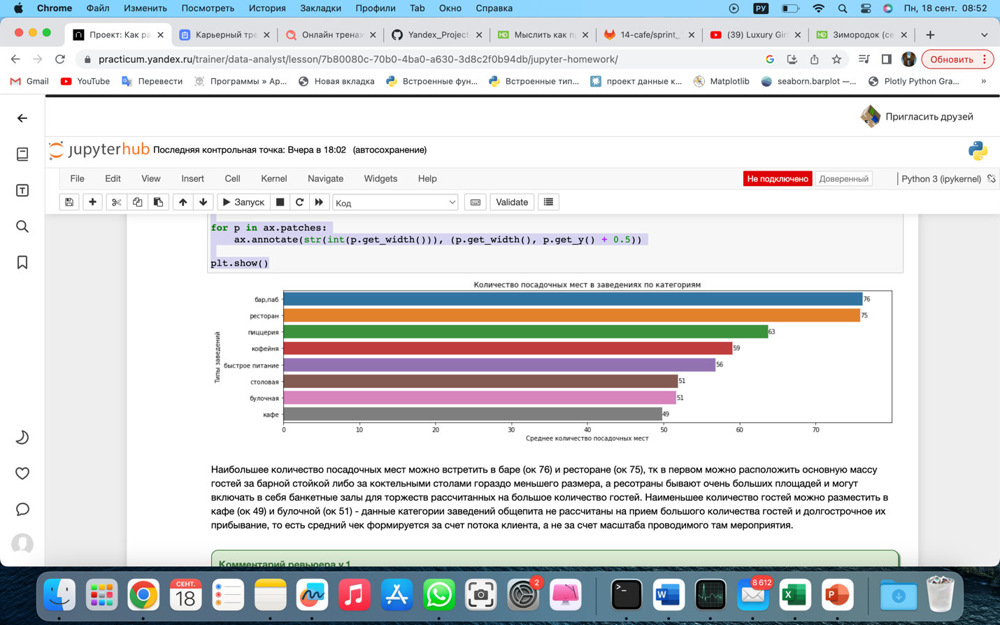 Chrome Файл Изменить Посмотреть История Закладки Профили Tab Окно Справка РУ Пн, 18 сент. 08:52
Проект: Как ра Карьерный тре Онлайн трена Yandex_Project Мыслить как п 14-cafe/sprint_ (39) Luxury Girl Зимородок (се
practicum.yandex.ru/trainer/data-analyst/lesson/7b80080c-70b0-4ba0-a630-3d8c2f0b94db/jupyter-homework/ Обновить
Gmail YouTube Перевести Программы » Ap... Новая вкладка Встроенные фун... Встроенные тип... проект данные к... Matplotlib seaborn.barplot —... Plotly Python Gra... »
Пригласить друзей
jupyterhub Последняя контрольная точка: Вчера в 18:02 (автосохранение)
File Edit View Insert Cell Kernel Navigate Widgets Help Не подключено Доверенный Python 3 (ipykernel)
Запуск Код Validate
for p in ax.patches:
ax.annotate(str(int(p.get_width())), (p.get_width(), p.get_y() + 0.5))
plt.show()
Количество посадочных мест в заведениях по категориям
Типы заведений
бар,паб 76
ресторан 75
пиццерия 63
кофейня 59
быстрое питание 56
столовая 51
булочная 51
кафе 49
0 10 20 30 40 50 60 70
Среднее количество посадочных мест
Наибольшее количество посадочных мест можно встретить в баре (ок 76) и ресторане (ок 75), тк в первом можно расположить основную массу
гостей за барной стойкой либо за коктельными столами гораздо меньшего размера, а ресотраны бывают очень больших площадей и могут
включать в себя банкетные залы для торжеств рассчитанных на большое количество гостей. Наименьшее количество гостей можно разместить в
кафе (ок 49) и булочной (ок 51) - данные категории заведений общепита не рассчитаны на прием большого количества гостей и долгострочное их
прибывание, то есть средний чек формируется за счет потока клиента, а не за счет масштаба проводимого там мероприятия.
Комментарий ревьюера v.1
СЕНТ. 2 8 612
18